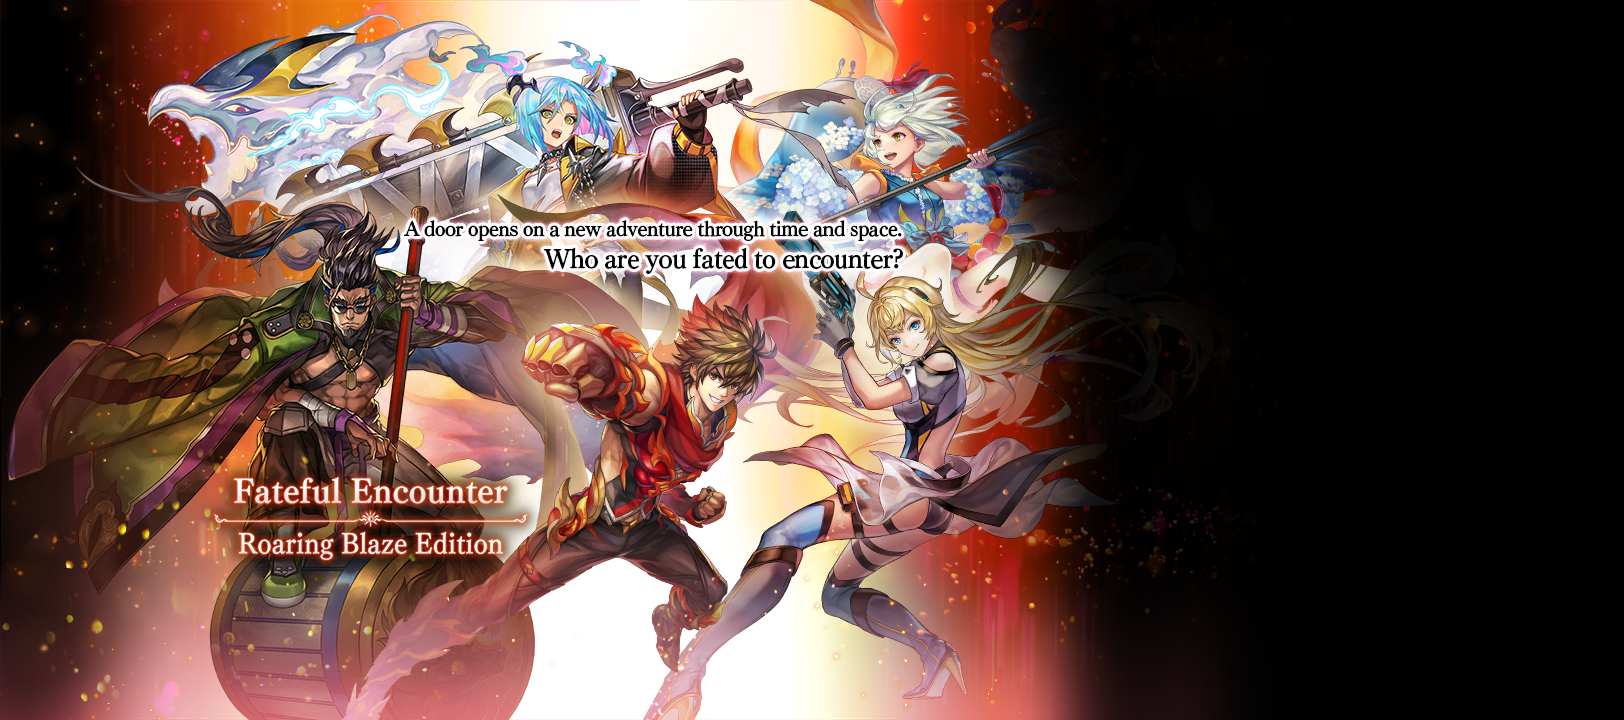 A door opens on a new adventure through time and space.
Who are you fated to encounter?
Fateful Encounter
Roaring Blaze Edition